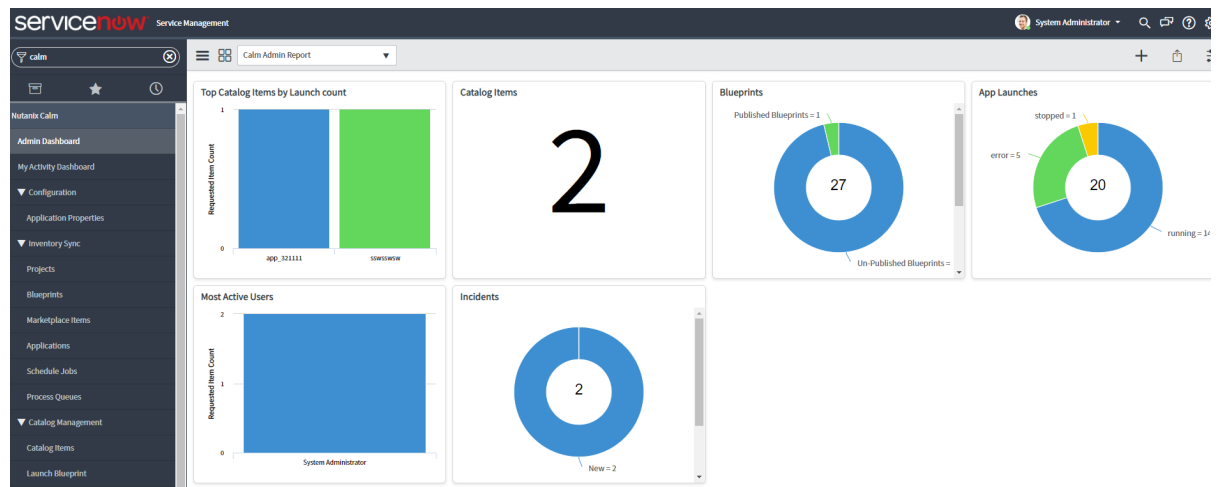 servicenow Service Management
System Administrator
calm
Calm Admin Report
Nutanix Calm
Admin Dashboard
My Activity Dashboard
Configuration
Application Properties
Inventory Sync
Projects
Blueprints
Marketplace Items
Applications
Schedule Jobs
Process Queues
Catalog Management
Catalog Items
Launch Blueprint
Top Catalog Items by Launch count
1
Requested Item Count
0
app_321111
sswsswsw
Catalog Items
2
Blueprints
Published Blueprints = 1
27
Un-Published Blueprints =
App Launches
stopped = 1
error = 5
20
running = 14
Most Active Users
2
Requested Item Count
1
0
System Administrator
Incidents
2
New = 2